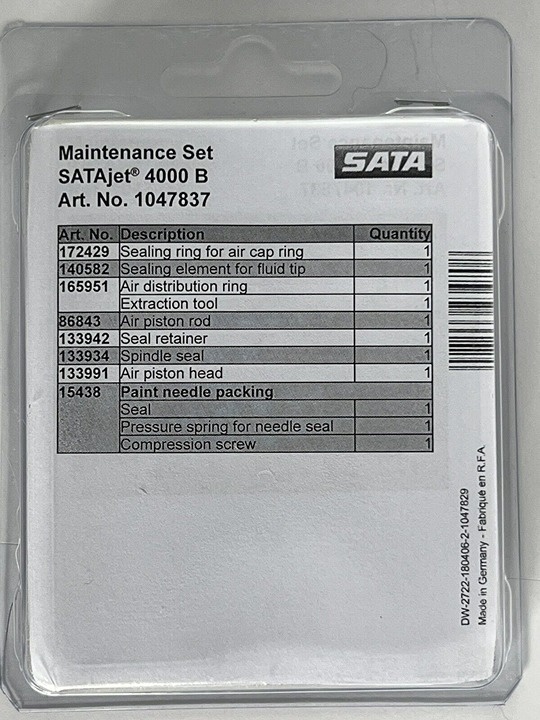 Maintenance Set
SATAjet® 4000 B
Art. No. 1047837
SATA
Art. No. Description Quantity
172429 Sealing ring for air cap ring 1
140582 Sealing element for fluid tip 1
165951 Air distribution ring 1
Extraction tool 1
86843 Air piston rod 1
133942 Seal retainer 1
133934 Spindle seal 1
133991 Air piston head 1
15438 Paint needle packing
Seal 1
Pressure spring for needle seal 1
Compression screw 1
DW-2722-180406-2-1047829
Made in Germany - Fabriqué en R.F.A.